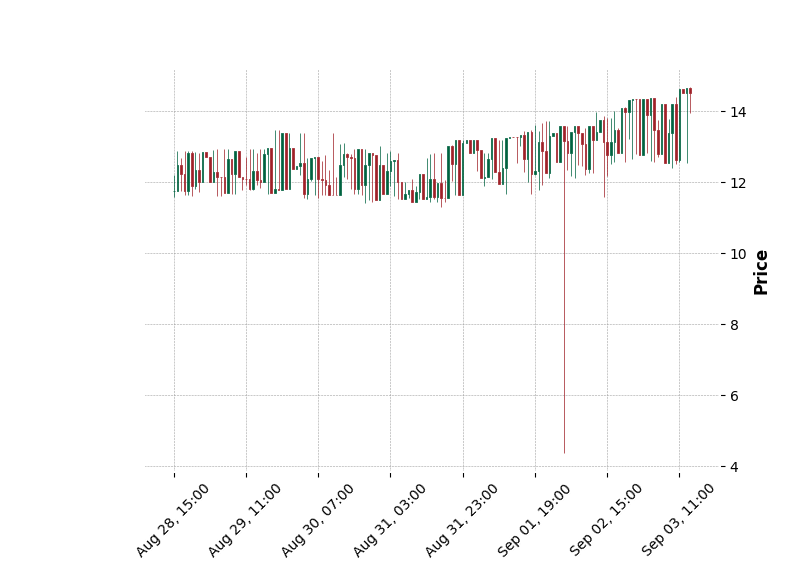 14
12
10
8
6
4
Price
Aug 28, 15:00
Aug 29, 11:00
Aug 30, 07:00
Aug 31, 03:00
Aug 31, 23:00
Sep 01, 19:00
Sep 02, 15:00
Sep 03, 11:00